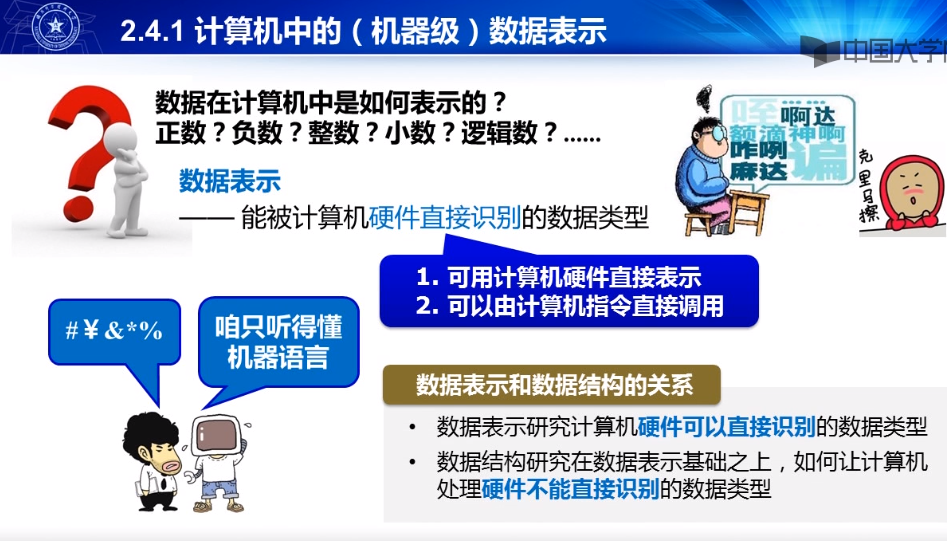 2.4.1 计算机中的（机器级）数据表示
中国大学
数据在计算机中是如何表示的？
正数？负数？整数？小数？逻辑数？......
啊达
额滴神啊
咋咧
麻达
谝
克里马擦
数据表示
—— 能被计算机硬件直接识别的数据类型
1. 可用计算机硬件直接表示
2. 可以由计算机指令直接调用
#￥&*%
咱只听得懂
机器语言
数据表示和数据结构的关系
• 数据表示研究计算机硬件可以直接识别的数据类型
• 数据结构研究在数据表示基础之上，如何让计算机
处理硬件不能直接识别的数据类型